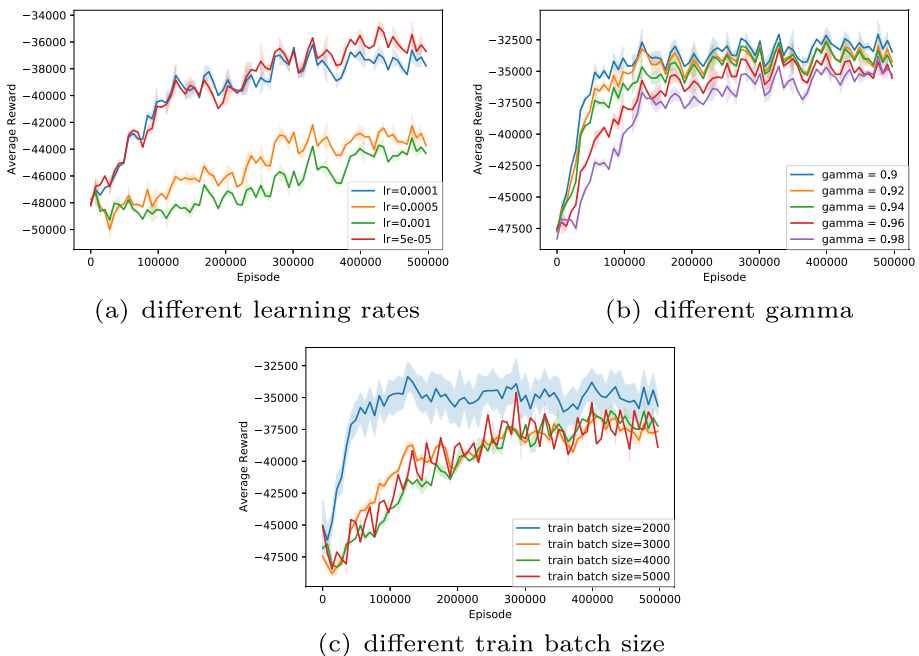 −34000
−36000
−38000
−40000
−42000
−44000
−46000
−48000
−50000
Average Reward
lr=0.0001
lr=0.0005
lr=0.001
lr=5e-05
0 100000 200000 300000 400000 500000
Episode
(a) different learning rates
−32500
−35000
−37500
−40000
−42500
−45000
−47500
Average Reward
gamma = 0.9
gamma = 0.92
gamma = 0.94
gamma = 0.96
gamma = 0.98
0 100000 200000 300000 400000 500000
Episode
(b) different gamma
−32500
−35000
−37500
−40000
−42500
−45000
−47500
Average Reward
train batch size=2000
train batch size=3000
train batch size=4000
train batch size=5000
0 100000 200000 300000 400000 500000
Episode
(c) different train batch size